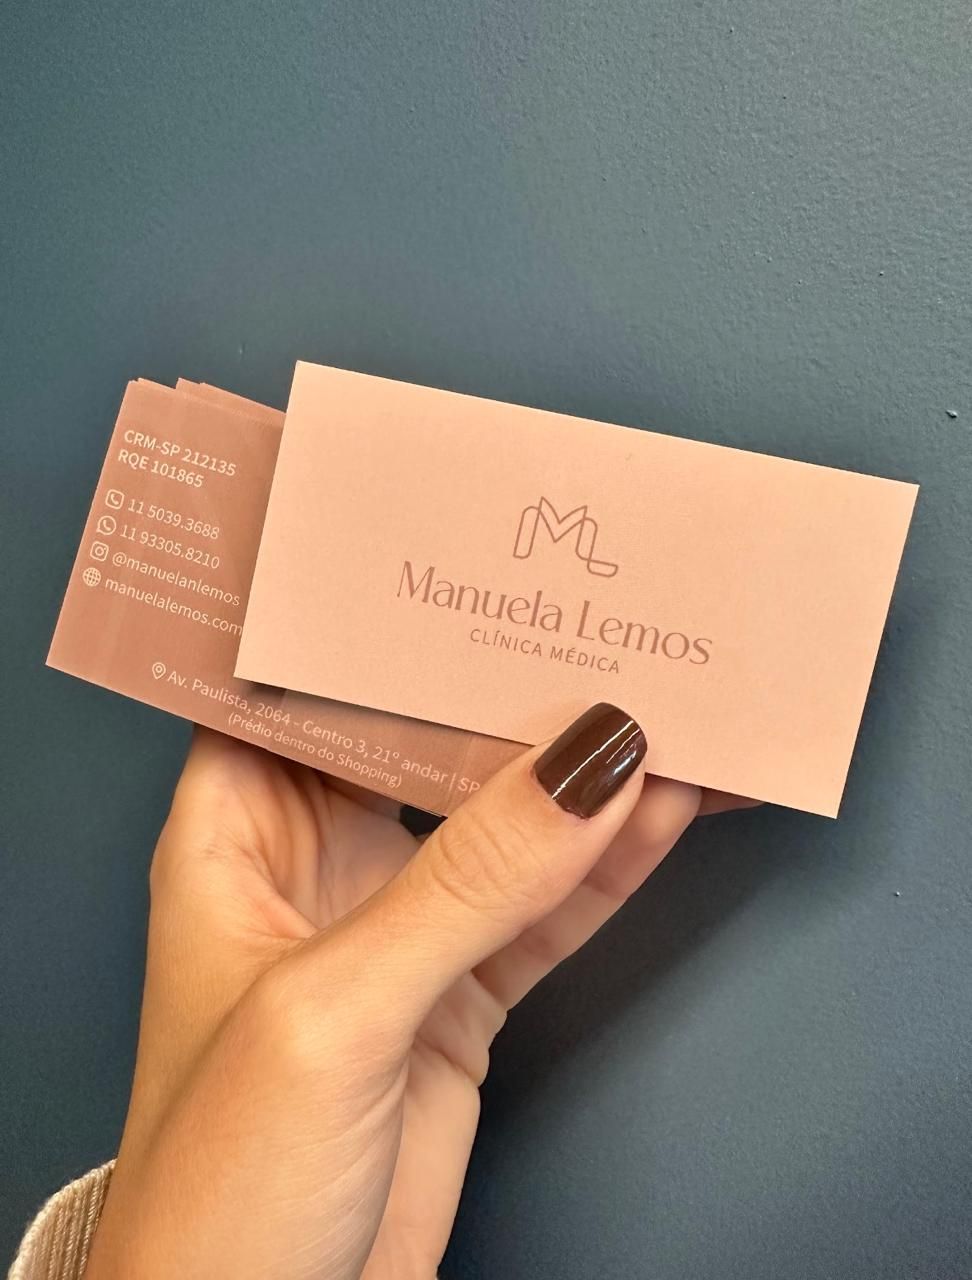 CRM-SP 212135
RQE 101865
11 5039.3688
11 93305.8210
@manuelanlemos
manuelalemos.com
Av. Paulista, 2064 - Centro 3, 21º andar | SP
(Prédio dentro do Shopping)
ML
Manuela Lemos
CLÍNICA MÉDICA